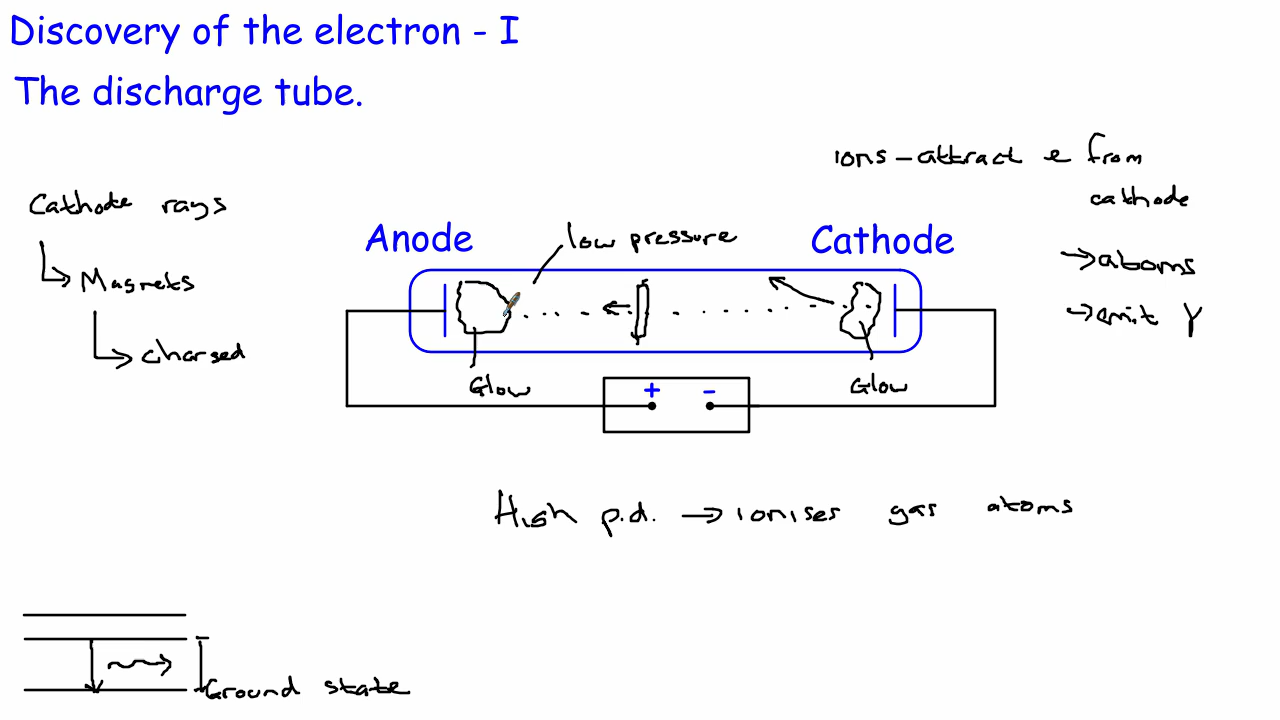 Discovery of the electron - I
The discharge tube.
ions - attract e from
cathode
→ atoms
→ emit γ
Cathode rays
Magnets
charged
Anode
low pressure
Cathode
Glow
+ -
Glow
High p.d. → ionises gas atoms
Ground state